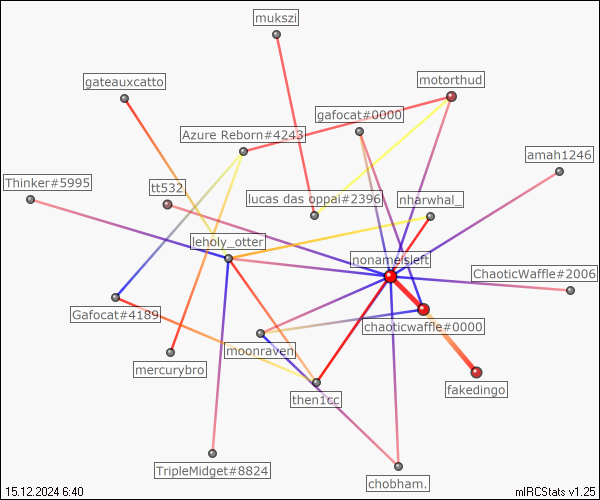 mukszi
motorthud
gateauxcatto
gafocat#0000
Azure Reborn#4243
amah1246
Thinker#5995
tt532
lucas das oppai#2396
nharwhal_
leholy_otter
nonameisleft
ChaoticWaffle#2006
Gafocat#4189
chaoticwaffle#0000
moonraven
mercurybro
fakedingo
then1cc
TripleMidget#8824
chobham.
15.12.2024 6:40
mIRCStats v1.25